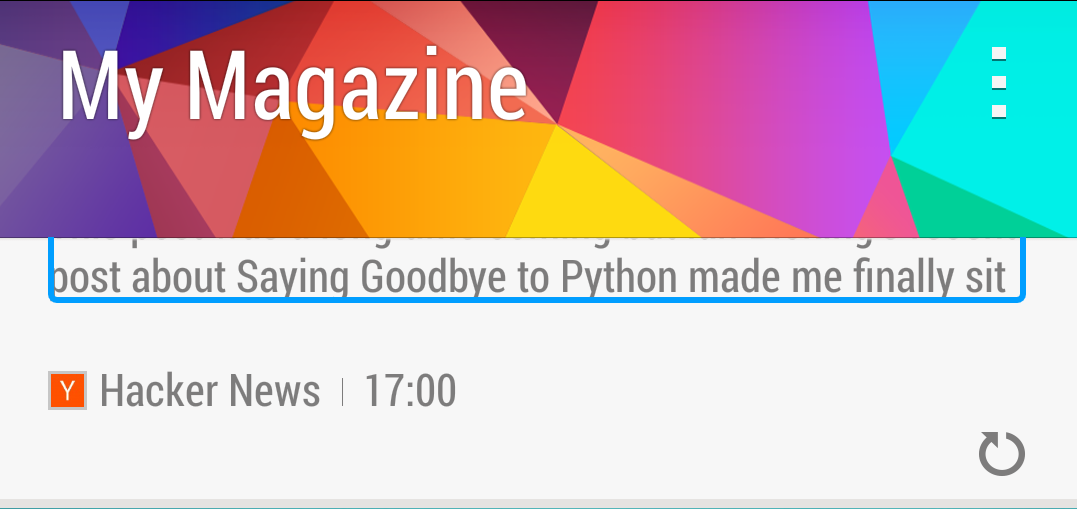 My Magazine
post about Saying Goodbye to Python made me finally sit
Y Hacker News | 17:00